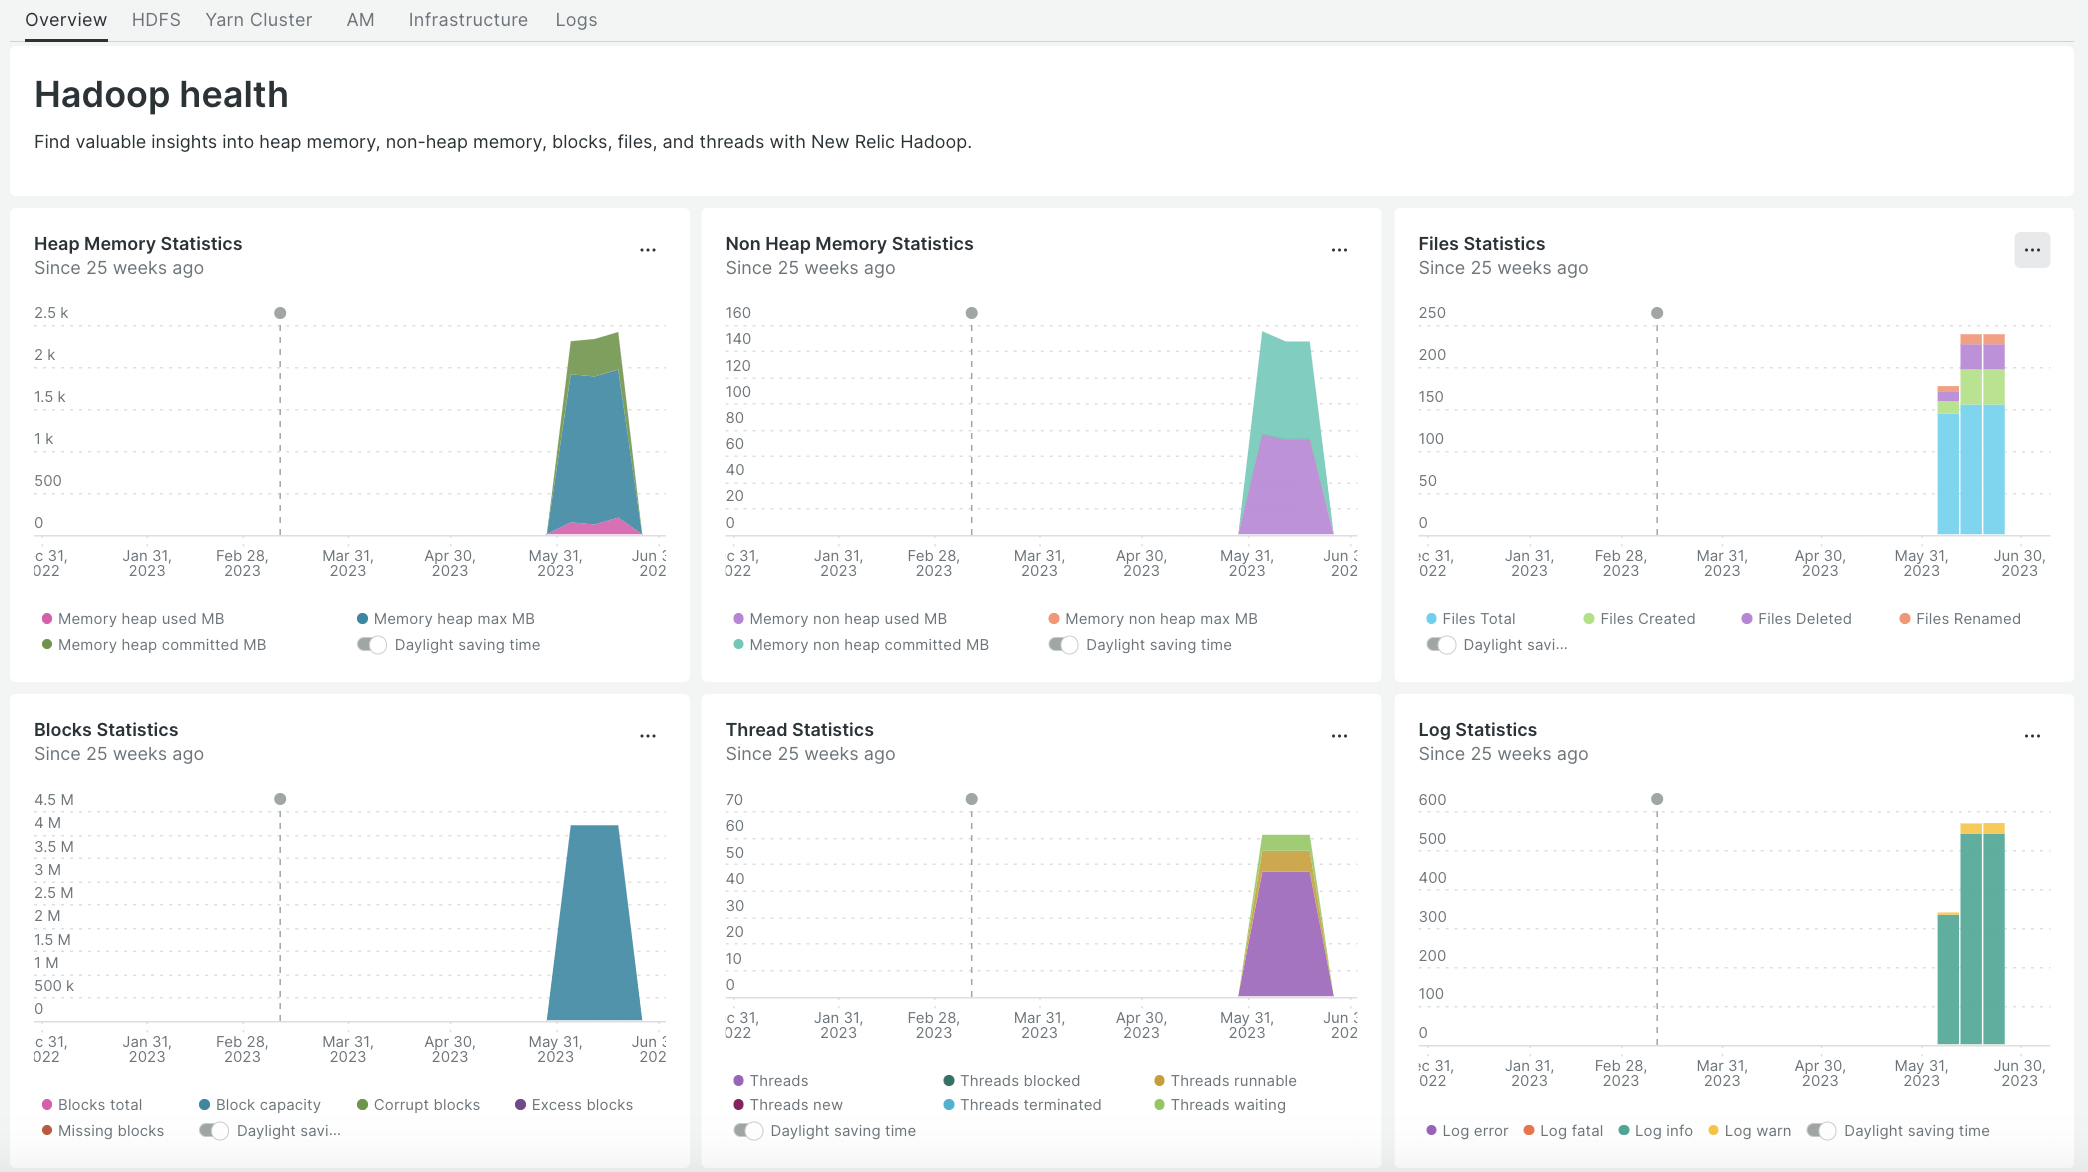 Overview HDFS Yarn Cluster AM Infrastructure Logs
Hadoop health
Find valuable insights into heap memory, non-heap memory, blocks, files, and threads with New Relic Hadoop.
Heap Memory Statistics
Since 25 weeks ago
2.5 k
2 k
1.5 k
1 k
500
0
c 31, Jan 31, Feb 28, Mar 31, Apr 30, May 31, Jun 3
022 2023 2023 2023 2023 2023 202
Memory heap used MB Memory heap max MB
Memory heap committed MB Daylight saving time
Non Heap Memory Statistics
Since 25 weeks ago
160
140
120
100
80
60
40
20
0
c 31, Jan 31, Feb 28, Mar 31, Apr 30, May 31, Jun 3
022 2023 2023 2023 2023 2023 202
Memory non heap used MB Memory non heap max MB
Memory non heap committed MB Daylight saving time
Files Statistics
Since 25 weeks ago
250
200
150
100
50
0
ec 31, Jan 31, Feb 28, Mar 31, Apr 30, May 31, Jun 30,
022 2023 2023 2023 2023 2023 2023
Files Total Files Created Files Deleted Files Renamed
Daylight savi...
Blocks Statistics
Since 25 weeks ago
4.5 M
4 M
3.5 M
3 M
2.5 M
2 M
1.5 M
1 M
500 k
0
c 31, Jan 31, Feb 28, Mar 31, Apr 30, May 31, Jun 3
022 2023 2023 2023 2023 2023 202
Blocks total Block capacity Corrupt blocks Excess blocks
Missing blocks Daylight savi...
Thread Statistics
Since 25 weeks ago
70
60
50
40
30
20
10
0
c 31, Jan 31, Feb 28, Mar 31, Apr 30, May 31, Jun 3
022 2023 2023 2023 2023 2023 202
Threads Threads blocked Threads runnable
Threads new Threads terminated Threads waiting
Daylight saving time
Log Statistics
Since 25 weeks ago
600
500
400
300
200
100
0
ec 31, Jan 31, Feb 28, Mar 31, Apr 30, May 31, Jun 30,
022 2023 2023 2023 2023 2023 2023
Log error Log fatal Log info Log warn Daylight saving time